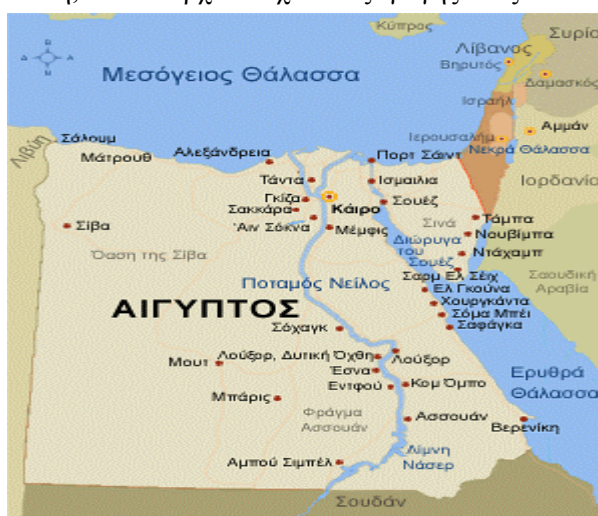 Κύπρος
Συρία
Λίβανος
Βηρυτός
Μεσόγειος Θάλασσα
Δαμασκός
Ισραήλ
Λιβύη
Σάλουμ
Μάτρουθ
Αλεξάνδρεια
Πορτ Σάιντ
Ιερουσαλήμ
Αμμάν
Νεκρά Θάλασσα
Τάντα
Ισμαιλια
Ιορδανία
Γκίζα
Σακκάρα
Κάιρο
Σουέζ
Σίβα
'Αιν Σόκνα
Μέμφις
Σινά
Τάμπα
Νουβίμπα
Όαση της Σίβα
Διώρυγα
του
Σουέζ
Ντάχαμπ
Σαρμ Ελ Σέιχ
Σαουδική
Αραβία
Ποταμός Νείλος
Ελ Γκούνα
Χουργκάντα
ΑΙΓΥΠΤΟΣ
Σόμα Μπέι
Σαφάγκα
Σόχαγκ
Μουτ
Λούξορ, Δυτική Όχθη
Λούξορ
Έσνα
Εντφού
Κομ Όμπο
Ερυθρά
Θάλασσα
Μπάρις
Φράγμα
Ασσουάν
Ασσουάν
Βερενίκη
Λίμνη
Νάσερ
Αμπού Σιμπέλ
Σουδάν